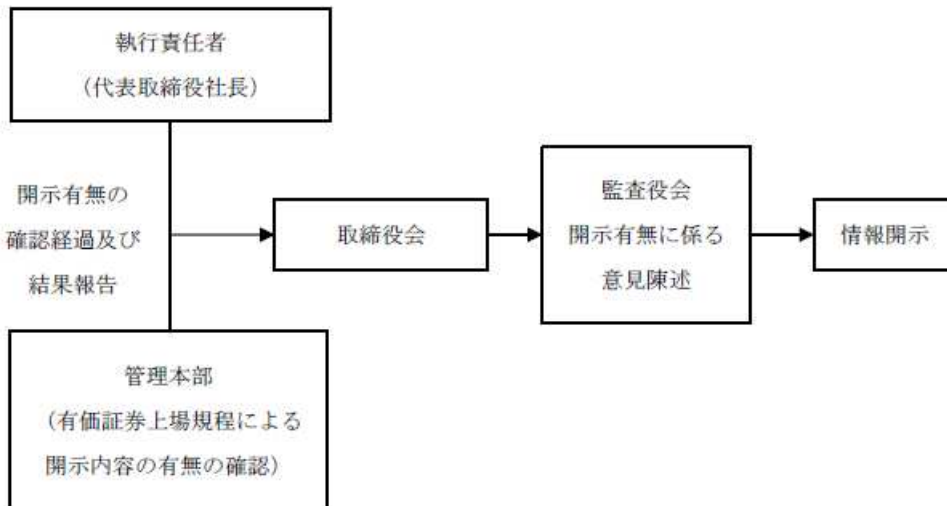 執行責任者
（代表取締役社長）
開示有無の
確認経過及び
結果報告
取締役会
監査役会
開示有無に係る
意見陳述
情報開示
管理本部
（有価証券上場規程による
開示内容の有無の確認）